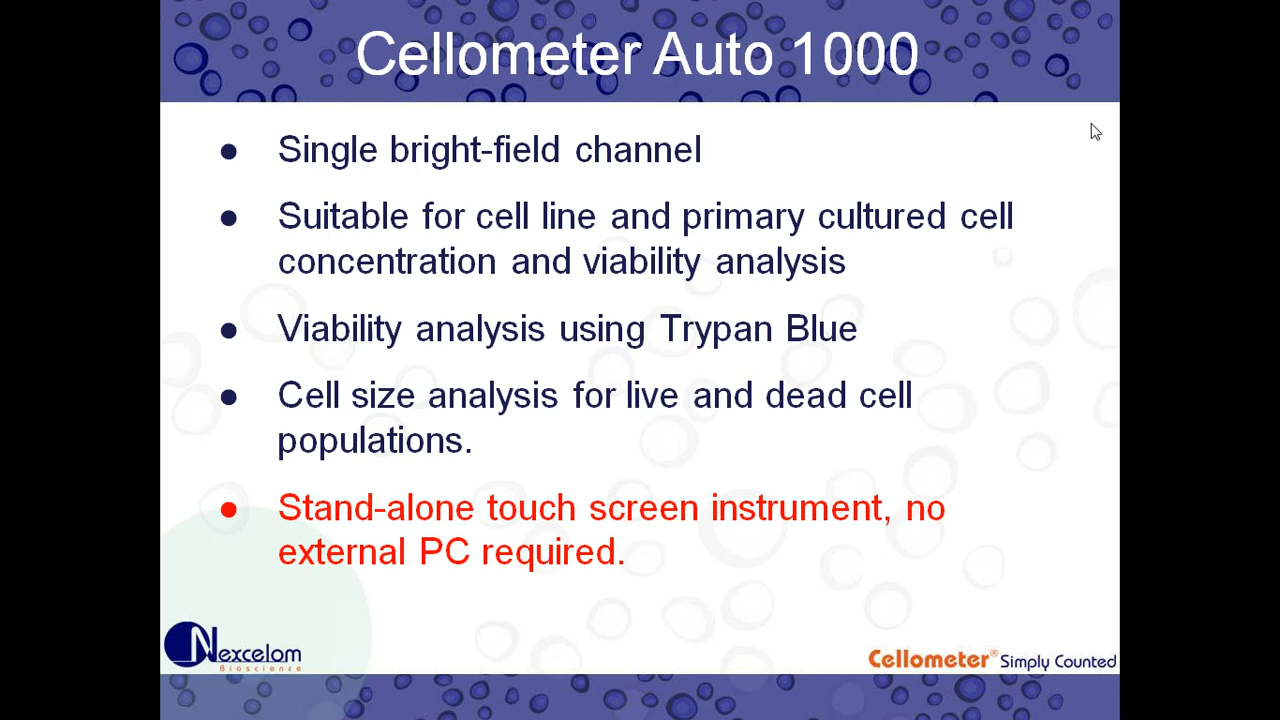 Cellometer Auto 1000
● Single bright-field channel
● Suitable for cell line and primary cultured cell
concentration and viability analysis
● Viability analysis using Trypan Blue
● Cell size analysis for live and dead cell
populations.
● Stand-alone touch screen instrument, no
external PC required.
Nexcelom
Bioscience
Cellometer® Simply Counted